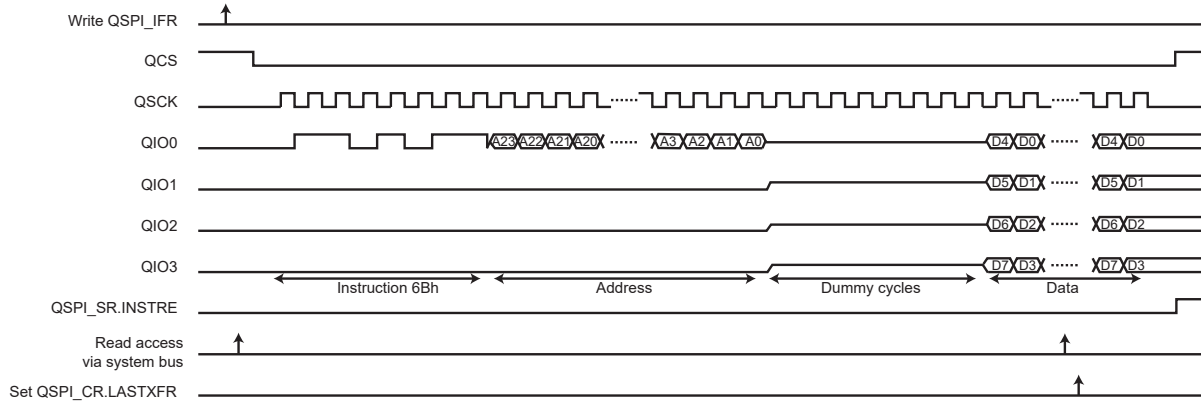 Write QSPI_IFR
QCS
QSCK
QIO0 A23 A22 A21 A20 A3 A2 A1 A0 D4 D0 D4 D0
QIO1 D5 D1 D5 D1
QIO2 D6 D2 D6 D2
QIO3 D7 D3 D7 D3
Instruction 6Bh Address Dummy cycles Data
QSPI_SR.INSTRE
Read access
via system bus
Set QSPI_CR.LASTXFR